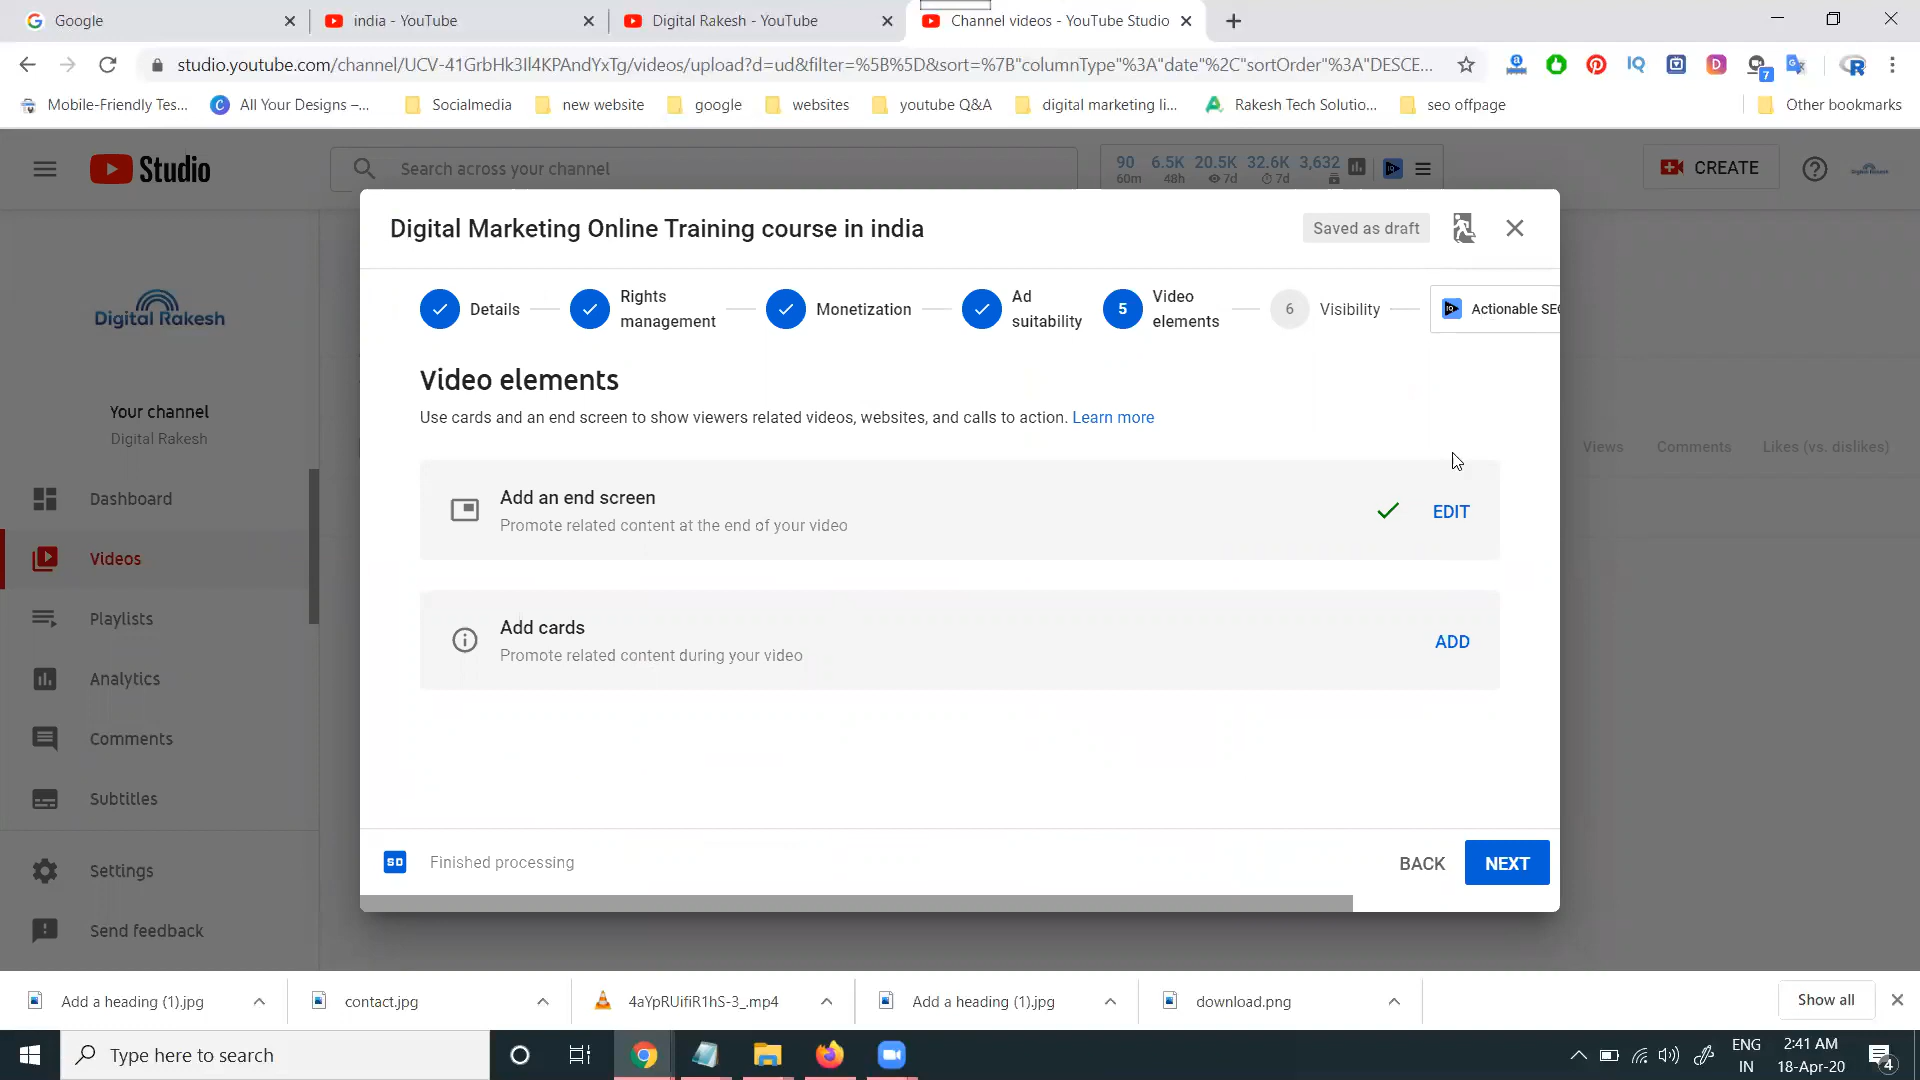 Google
india - YouTube
Digital Rakesh - YouTube
Channel videos - YouTube Studio
studio.youtube.com/channel/UCV-41GrbHk3Il4KPAndYxTg/videos/upload?d=ud&filter=%5B%5D&sort=%7B"columnType"%3A"date"%2C"sortOrder"%3A"DESCE...
7
Mobile-Friendly Tes...
All Your Designs –...
Socialmedia
new website
google
websites
youtube Q&A
digital marketing li...
Rakesh Tech Solutio...
seo offpage
Other bookmarks
Studio
Search across your channel
90 6.5K 20.5K 32.6K 3,632
60m 48h 7d 7d
CREATE
Digital Marketing Online Training course in india
Saved as draft
Details
Rights management
Monetization
Ad suitability
5 Video elements
6 Visibility
Actionable SEO
Video elements
Use cards and an end screen to show viewers related videos, websites, and calls to action. Learn more
Add an end screen
Promote related content at the end of your video
EDIT
Add cards
Promote related content during your video
ADD
SD
Finished processing
BACK
NEXT
Digital Rakesh
Your channel
Digital Rakesh
Dashboard
Videos
Playlists
Analytics
Comments
Subtitles
Settings
Send feedback
Views
Comments
Likes (vs. dislikes)
Add a heading (1).jpg
contact.jpg
4aYpRUifiR1hS-3_.mp4
Add a heading (1).jpg
download.png
Show all
Type here to search
ENG
IN
2:41 AM
18-Apr-20
4